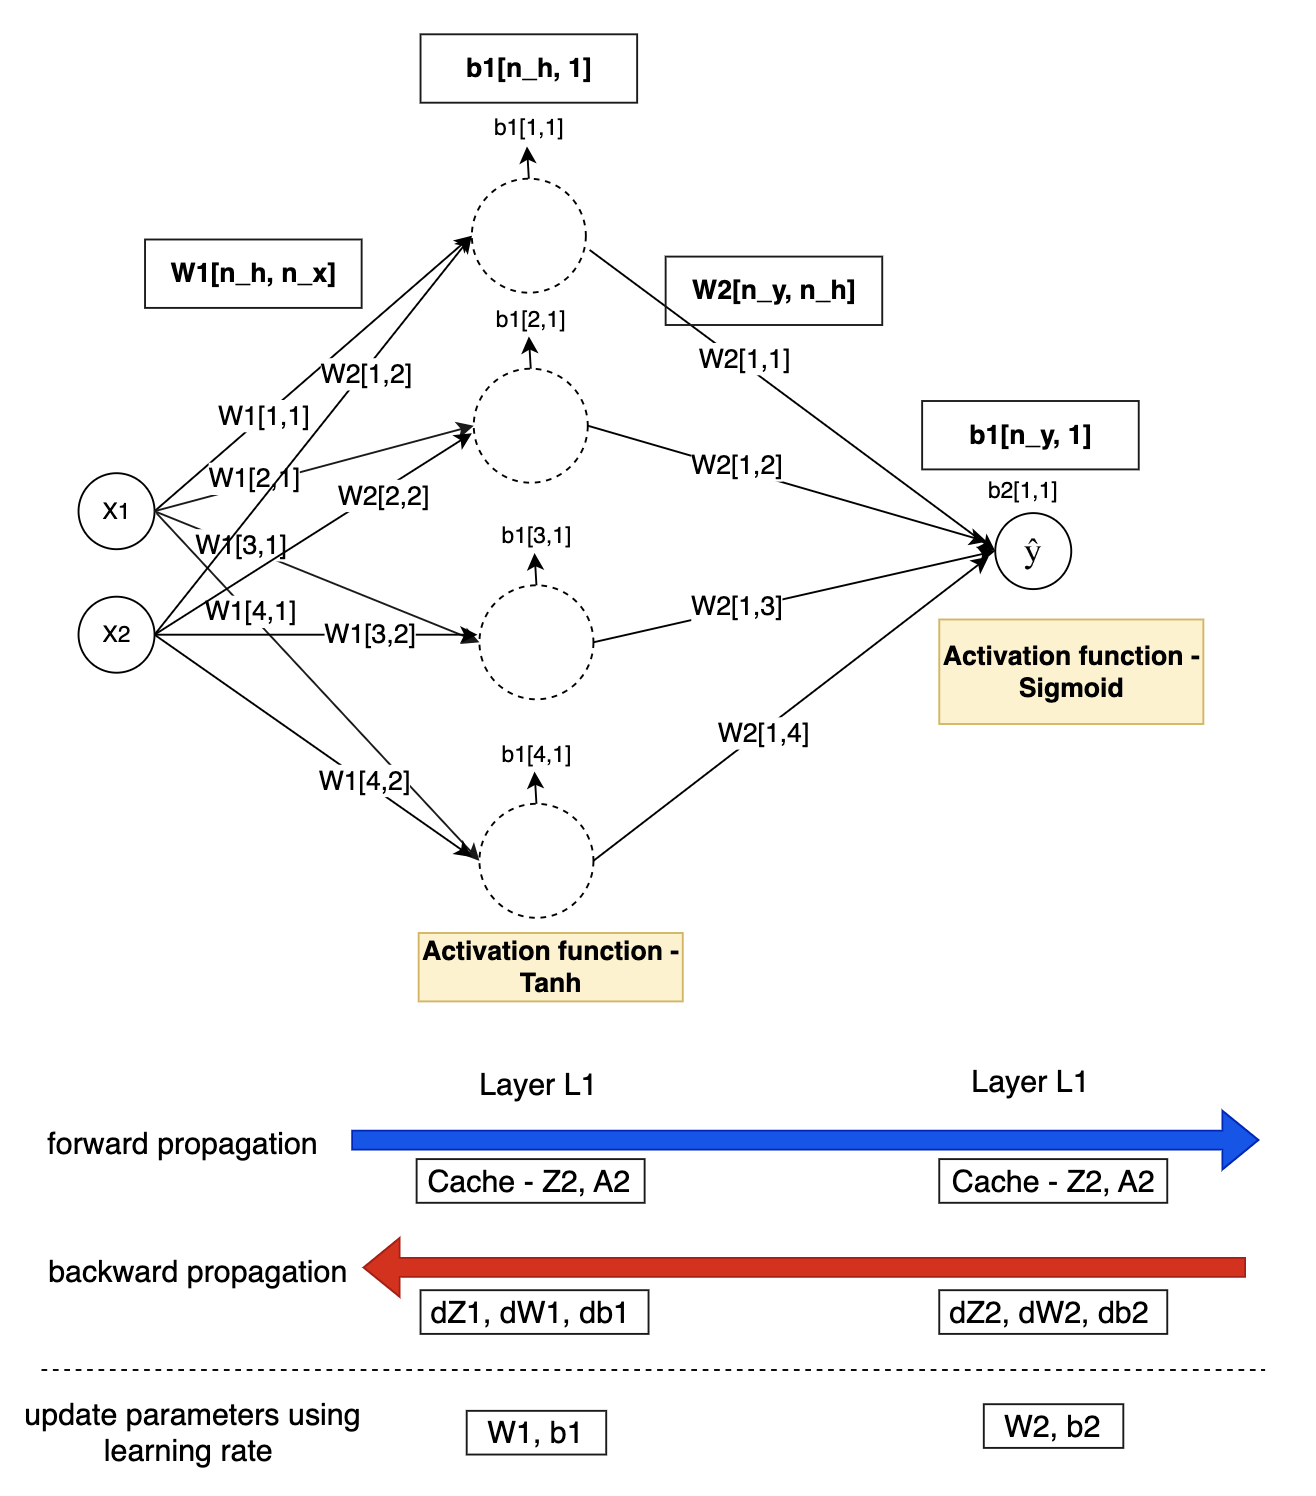 b1[n_h, 1]
b1[1,1]
W1[n_h, n_x]
W2[n_y, n_h]
b1[2,1]
W2[1,1]
W2[1,2]
W1[1,1]
b1[n_y, 1]
W2[1,2]
W1[2,1]
W2[2,2]
b2[1,1]
X1
b1[3,1]
W1[3,1]
ŷ
W1[4,1]
W2[1,3]
X2
W1[3,2]
Activation function -
Sigmoid
W2[1,4]
b1[4,1]
W1[4,2]
Activation function -
Tanh
Layer L1
Layer L1
forward propagation
Cache - Z2, A2
Cache - Z2, A2
backward propagation
dZ1, dW1, db1
dZ2, dW2, db2
update parameters using
learning rate
W1, b1
W2, b2